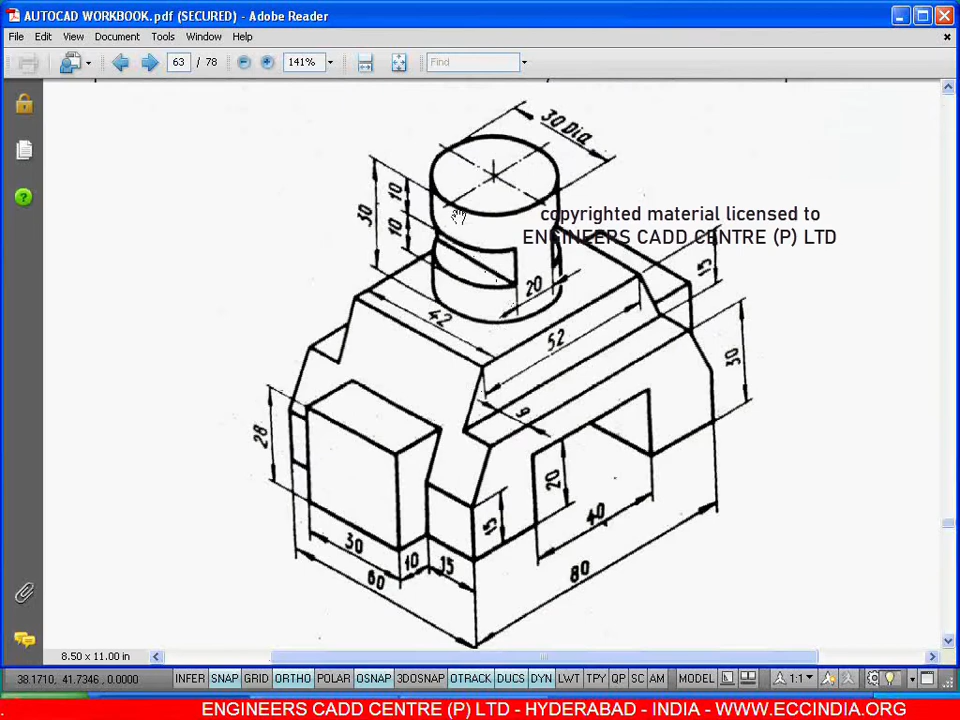 AUTOCAD WORKBOOK.pdf (SECURED) - Adobe Reader
File Edit View Document Tools Window Help
63 / 78 141% Find
30 Dia
10
30
10
copyrighted material licensed to
ENGINEERS CADD CENTRE (P) LTD
15
20
42
52
30
6
28
20
15
40
30
10
15
60
80
8.50 x 11.00 in
38.1710, 41.7346, 0.0000 INFER SNAP GRID ORTHO POLAR OSNAP 3DOSNAP OTRACK DUCS DYN LWT TPY QP SC AM MODEL 1:1
ENGINEERS CADD CENTRE (P) LTD - HYDERABAD - INDIA - WWW.ECCINDIA.ORG